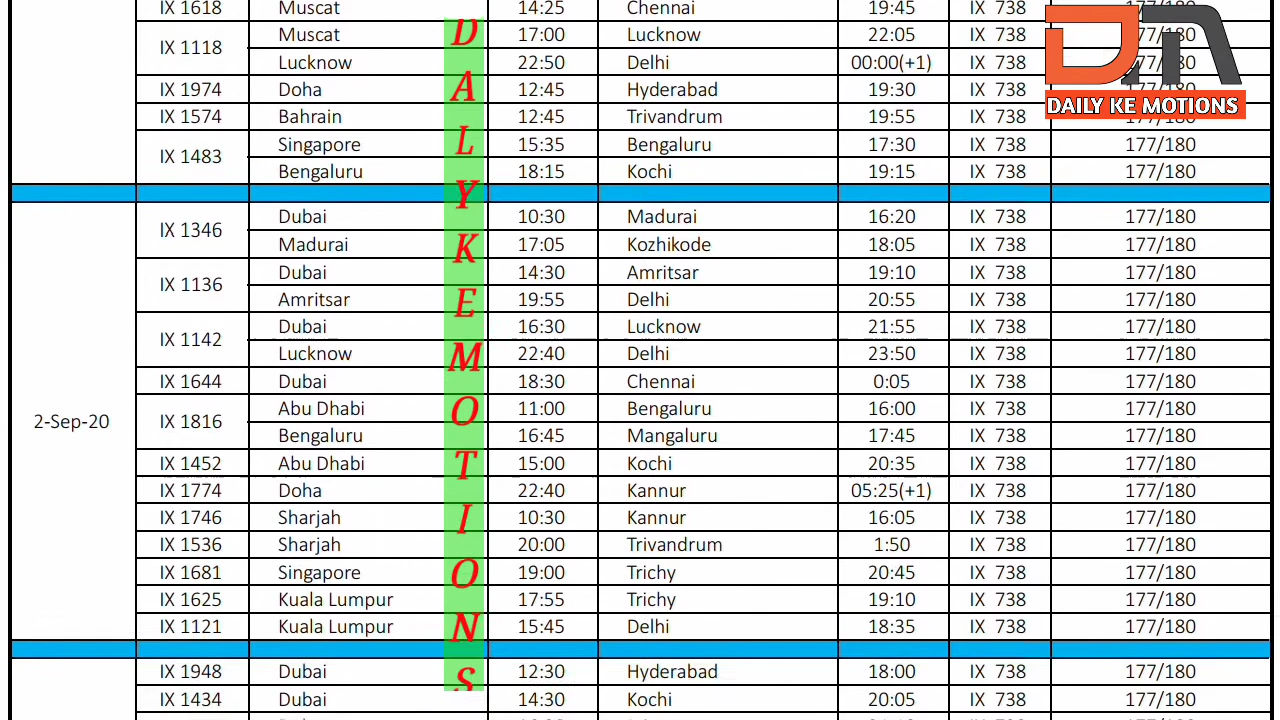 IX 1618 Muscat 14:25 Chennai 19:45 IX 738 177/180
IX 1118 Muscat 17:00 Lucknow 22:05 IX 738 177/180
Lucknow 22:50 Delhi 00:00(+1) IX 738 177/180
IX 1974 Doha 12:45 Hyderabad 19:30 IX 738 177/180
DAILY KE MOTIONS
IX 1574 Bahrain 12:45 Trivandrum 19:55 IX 738 177/180
IX 1483 Singapore 15:35 Bengaluru 17:30 IX 738 177/180
Bengaluru 18:15 Kochi 19:15 IX 738 177/180
2-Sep-20
IX 1346 Dubai 10:30 Madurai 16:20 IX 738 177/180
Madurai 17:05 Kozhikode 18:05 IX 738 177/180
IX 1136 Dubai 14:30 Amritsar 19:10 IX 738 177/180
Amritsar 19:55 Delhi 20:55 IX 738 177/180
IX 1142 Dubai 16:30 Lucknow 21:55 IX 738 177/180
Lucknow 22:40 Delhi 23:50 IX 738 177/180
IX 1644 Dubai 18:30 Chennai 0:05 IX 738 177/180
IX 1816 Abu Dhabi 11:00 Bengaluru 16:00 IX 738 177/180
Bengaluru 16:45 Mangaluru 17:45 IX 738 177/180
IX 1452 Abu Dhabi 15:00 Kochi 20:35 IX 738 177/180
IX 1774 Doha 22:40 Kannur 05:25(+1) IX 738 177/180
IX 1746 Sharjah 10:30 Kannur 16:05 IX 738 177/180
IX 1536 Sharjah 20:00 Trivandrum 1:50 IX 738 177/180
IX 1681 Singapore 19:00 Trichy 20:45 IX 738 177/180
IX 1625 Kuala Lumpur 17:55 Trichy 19:10 IX 738 177/180
IX 1121 Kuala Lumpur 15:45 Delhi 18:35 IX 738 177/180
IX 1948 Dubai 12:30 Hyderabad 18:00 IX 738 177/180
IX 1434 Dubai 14:30 Kochi 20:05 IX 738 177/180
DALYKEMOTIONS